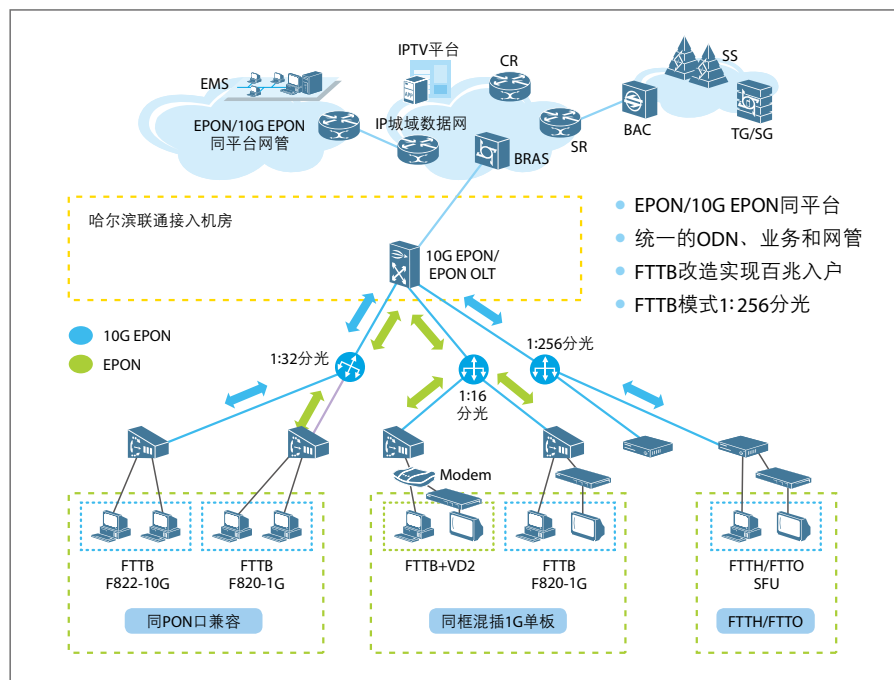 IPTV平台
CR
SS
EMS
APP
EPON/10G EPON
同平台网管
IP城域数据网
SR
BAC
TG/SG
BRAS
哈尔滨联通接入机房
10G EPON/
EPON OLT
EPON/10G EPON同平台
统一的ODN、业务和网管
FTTB改造实现百兆入户
FTTB模式1:256分光
10G EPON
EPON
1:32分光
1:256分光
1:16
分光
Modem
FTTB
F822-10G
FTTB
F820-1G
FTTB+VD2
FTTB
F820-1G
FTTH/FTTO
SFU
同PON口兼容
同框混插1G单板
FTTH/FTTO